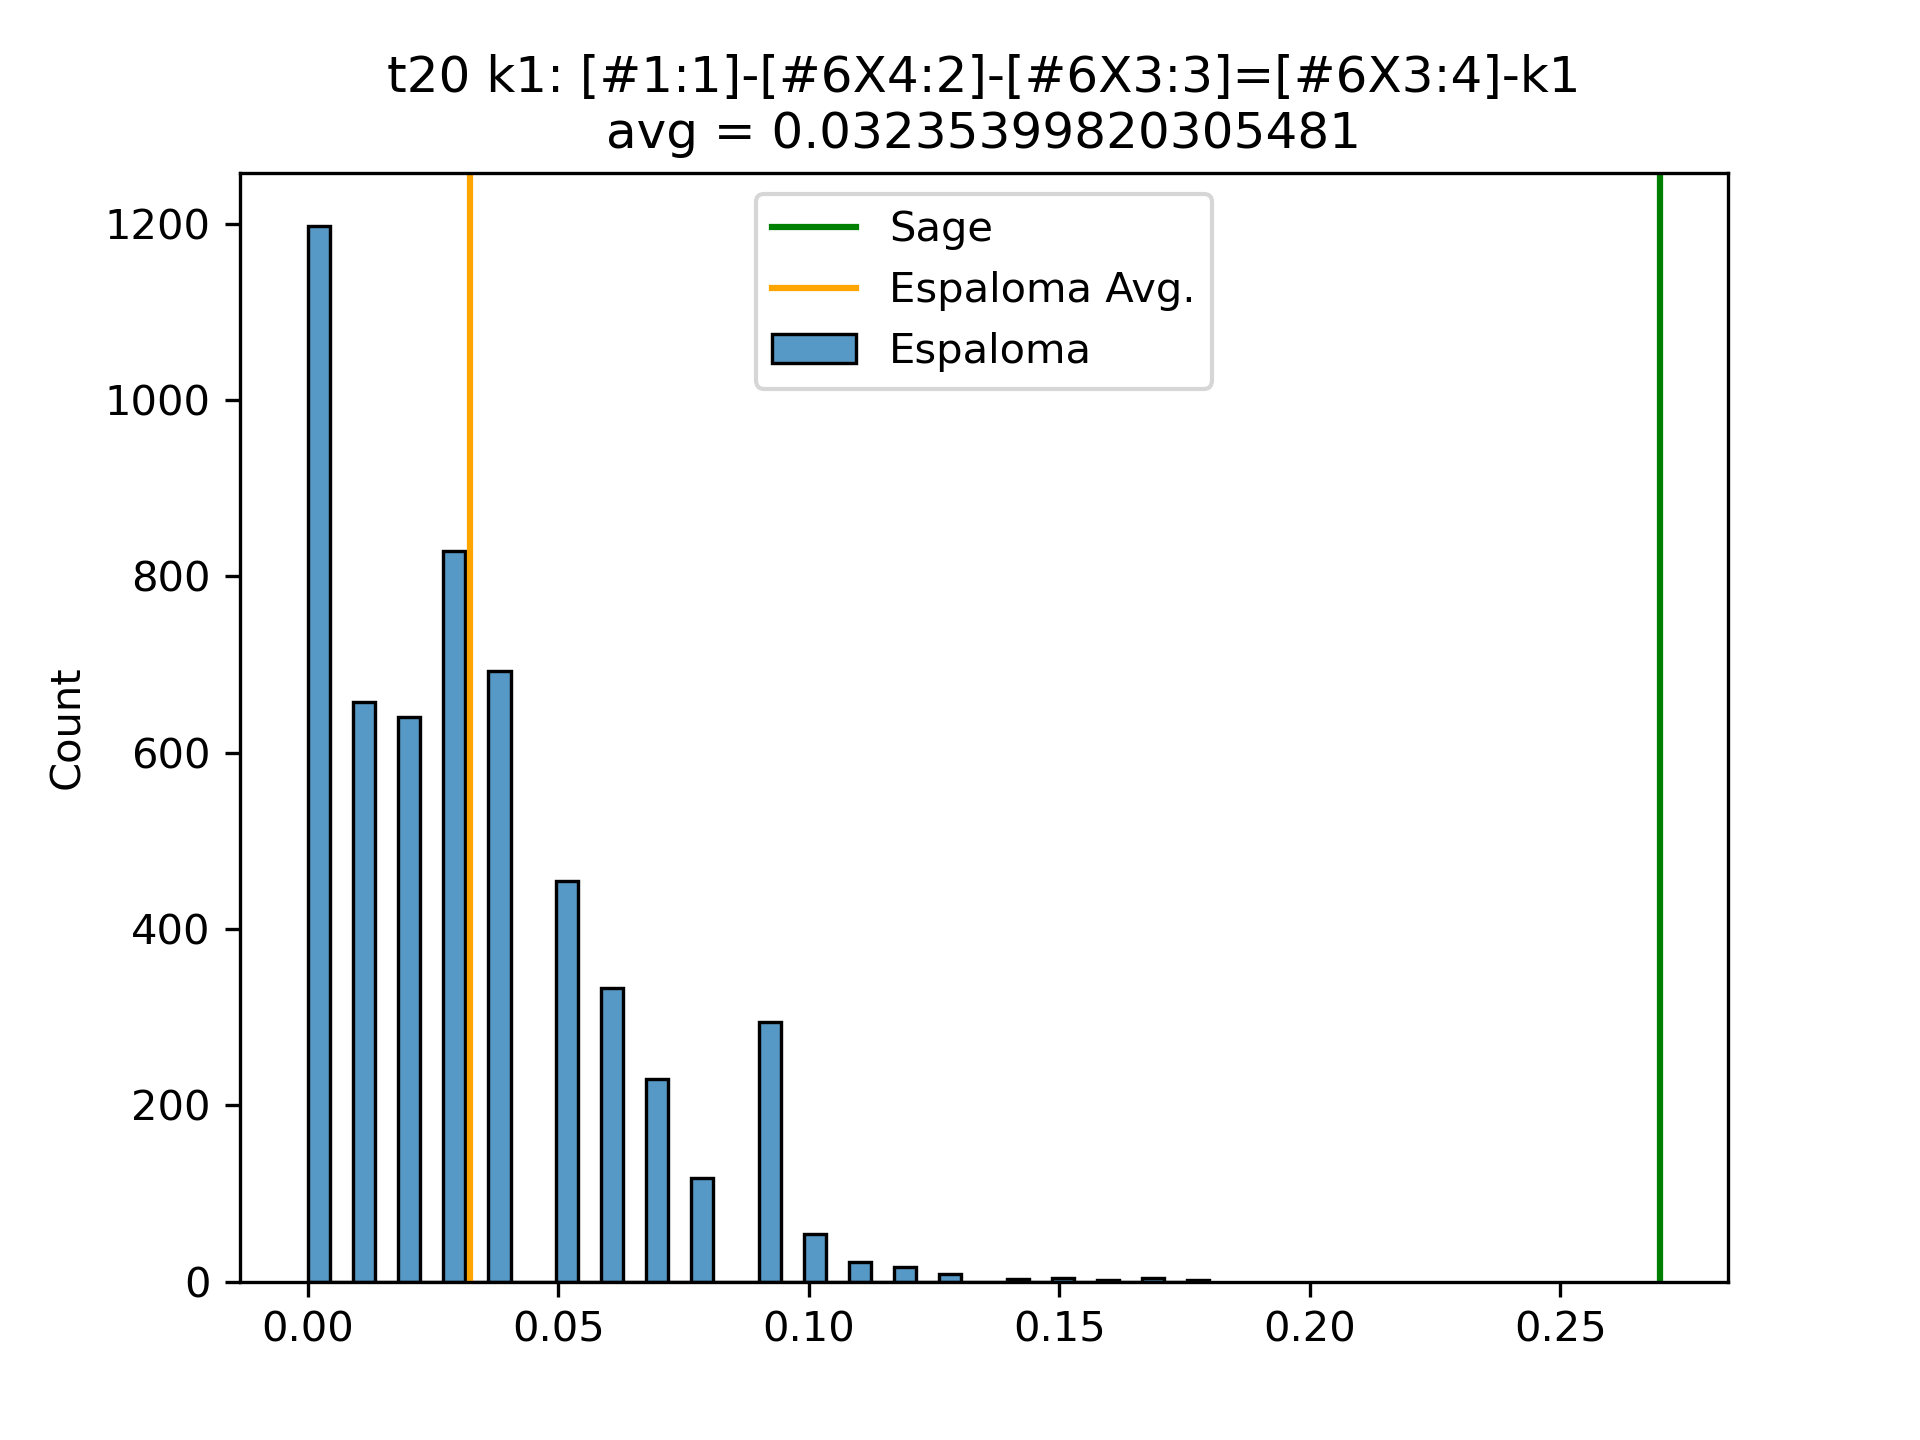 t20 k1: [#1:1]-[#6X4:2]-[#6X3:3]=[#6X3:4]-k1
avg = 0.03235399820305481
Sage
Espaloma Avg.
Espaloma
Count
1200
1000
800
600
400
200
0
0.00 0.05 0.10 0.15 0.20 0.25